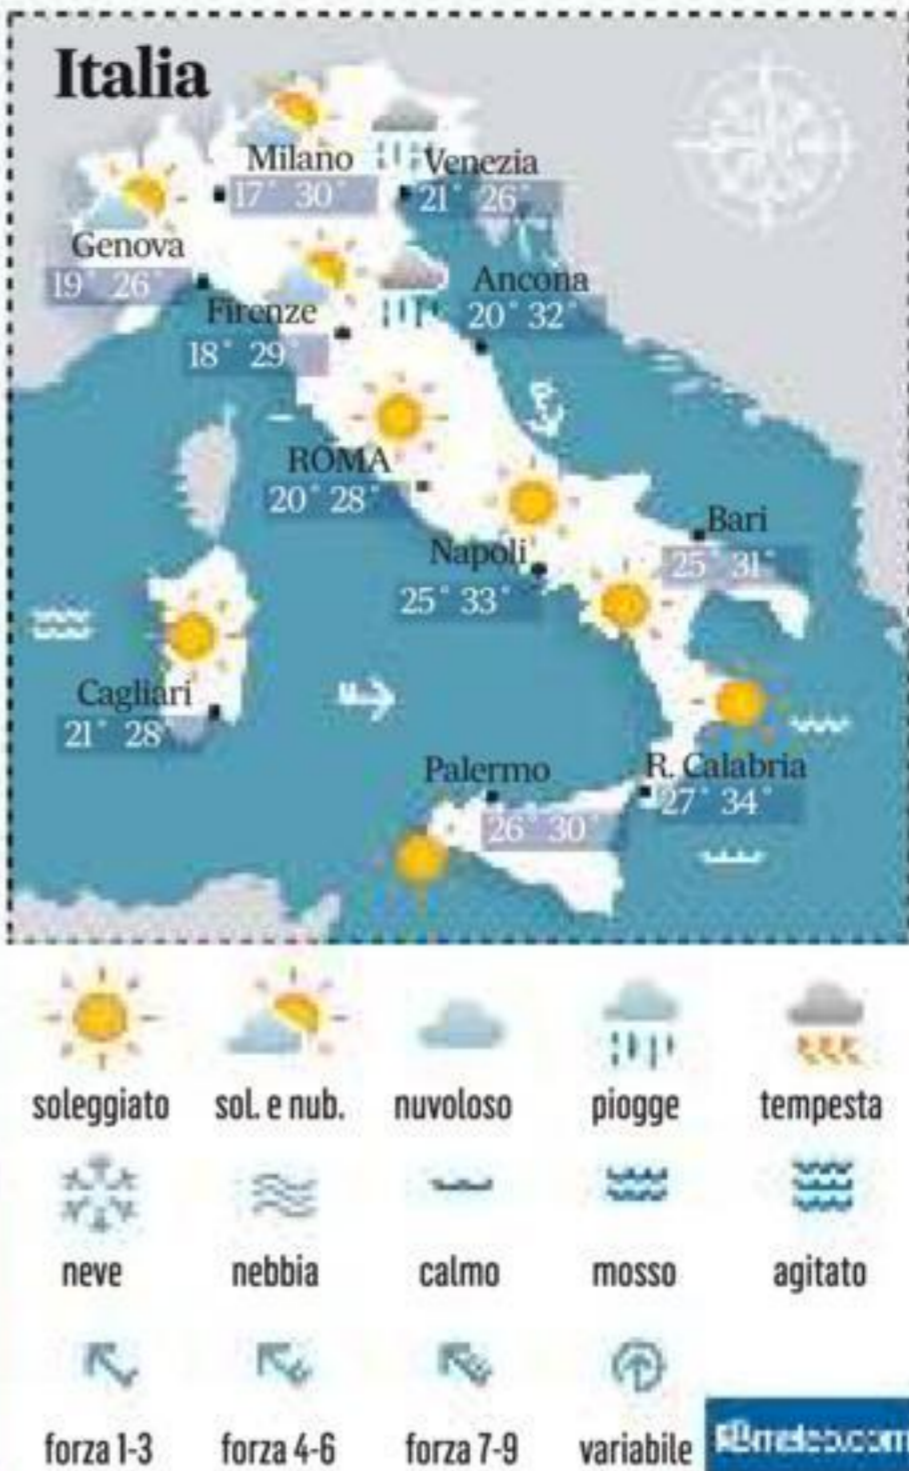 Italia
Milano
17° 30°
Venezia
21° 26°
Genova
19° 26°
Ancona
20° 32°
Firenze
18° 29°
ROMA
20° 28°
Bari
25° 31°
Napoli
25° 33°
Cagliari
21° 28°
Palermo
26° 30°
R. Calabria
27° 34°
soleggiato sol. e nub. nuvoloso piogge tempesta
neve nebbia calmo mosso agitato
forza 1-3 forza 4-6 forza 7-9 variabile